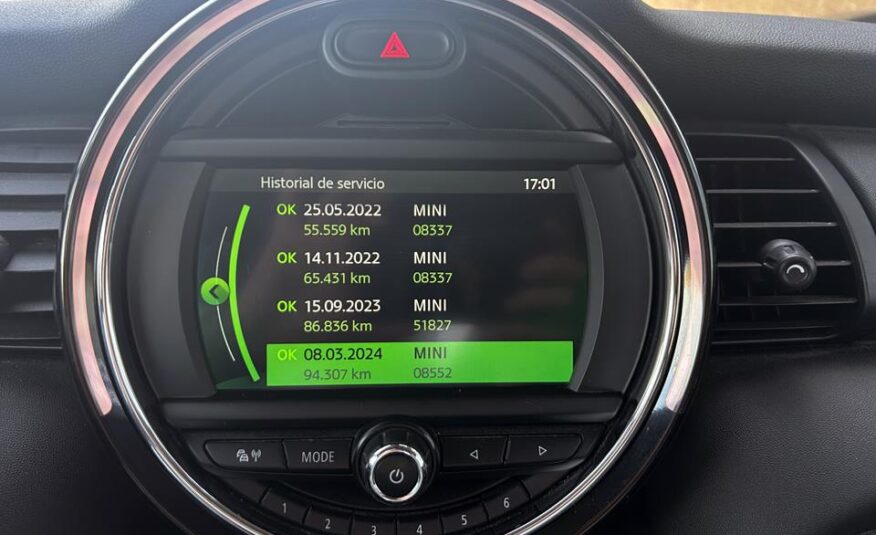 Historial de servicio 17:01
OK 25.05.2022 MINI
55.559 km 08337
OK 14.11.2022 MINI
65.431 km 08337
OK 15.09.2023 MINI
86.836 km 51827
OK 08.03.2024 MINI
94.307 km 08552
MODE
1 2 3 4 5 6